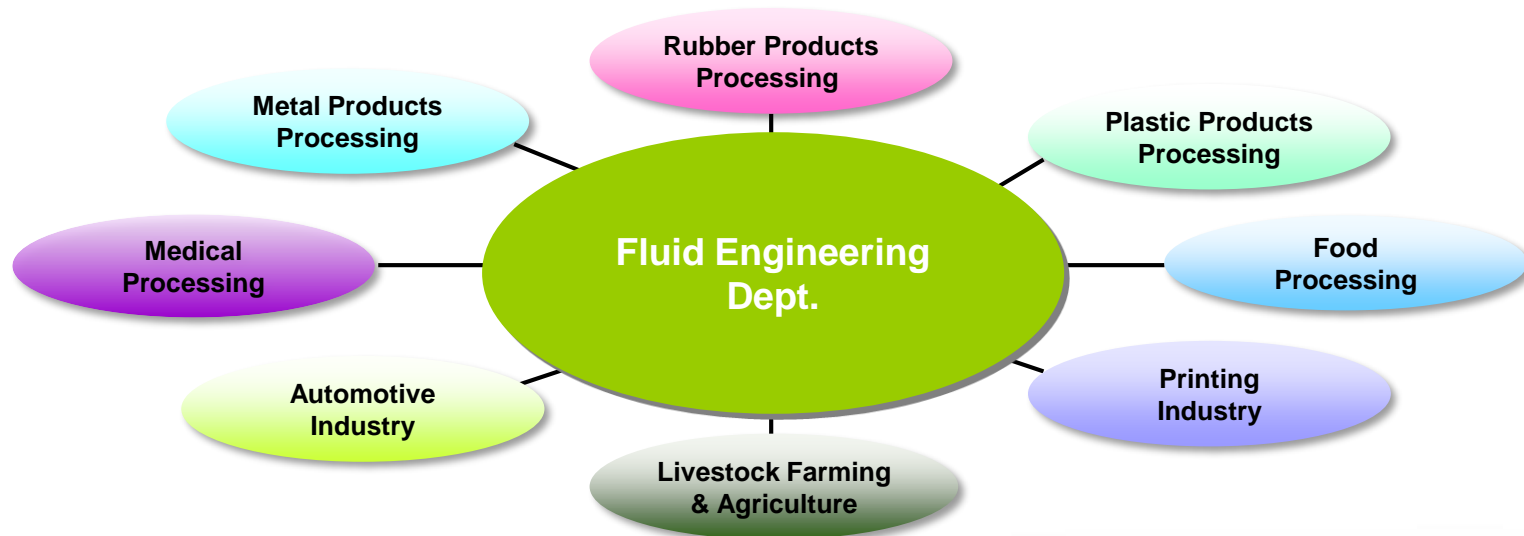 Rubber Products
Processing
Metal Products
Processing
Plastic Products
Processing
Fluid Engineering
Dept.
Medical
Processing
Food
Processing
Automotive
Industry
Printing
Industry
Livestock Farming
& Agriculture